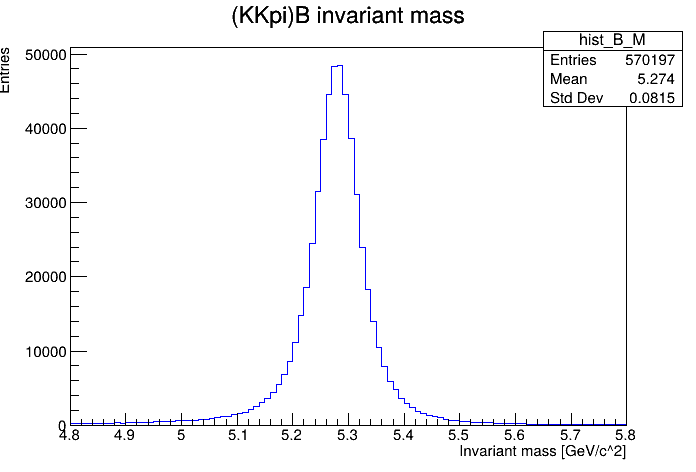 (KKpi)B invariant mass
hist_B_M
Entries 570197
Mean 5.274
Std Dev 0.0815
Entries
50000
40000
30000
20000
10000
0
4.8 4.9 5 5.1 5.2 5.3 5.4 5.5 5.6 5.7 5.8
Invariant mass [GeV/c^2]